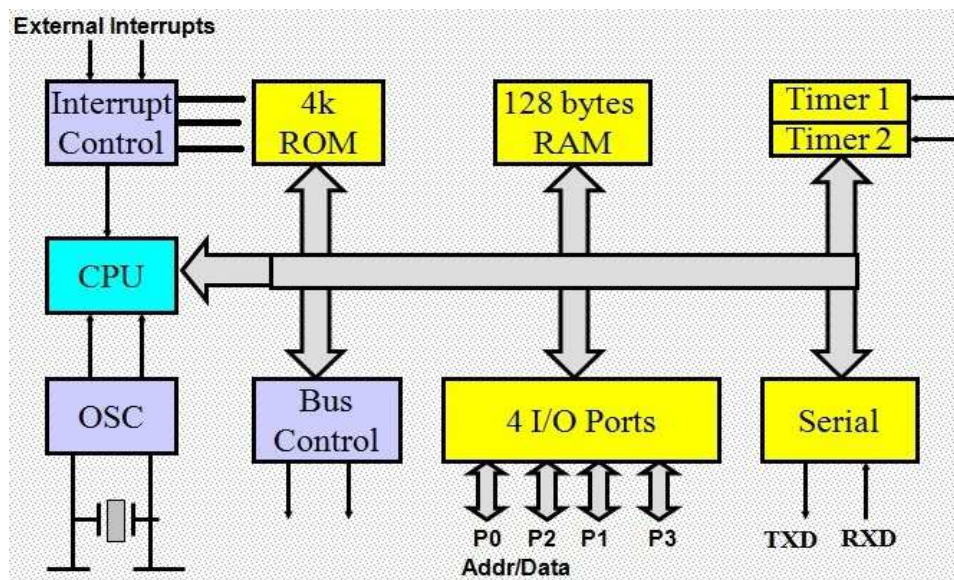 External Interrupts
Interrupt
Control
4k
ROM
128 bytes
RAM
Timer 1
Timer 2
CPU
OSC
Bus
Control
4 I/O Ports
Serial
P0 P2 P1 P3
Addr/Data
TXD RXD